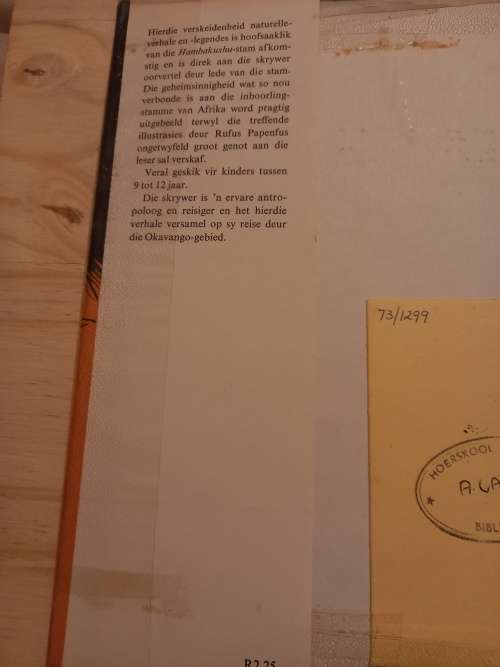 Hierdie verskeidenheid naturelle-
verhale en -legendes is hoofsaaklik
van die Hambakushu-stam afkom-
stig en is direk aan die skrywer
oorvertel deur lede van die stam.
Die geheimsinnigheid wat so nou
verbonde is aan die inboorling-
stamme van Afrika word pragtig
uitgebeeld terwyl die treffende
illustrasies deur Rufus Papenfus
ongetwyfeld groot genot aan die
leser sal verskaf.
Veral geskik vir kinders tussen
9 tot 12 jaar.
Die skrywer is 'n ervare antro-
poloog en reisiger en het hierdie
verhale versamel op sy reise deur
die Okavango-gebied.
73/1299
HOERSKOOL
R2.25